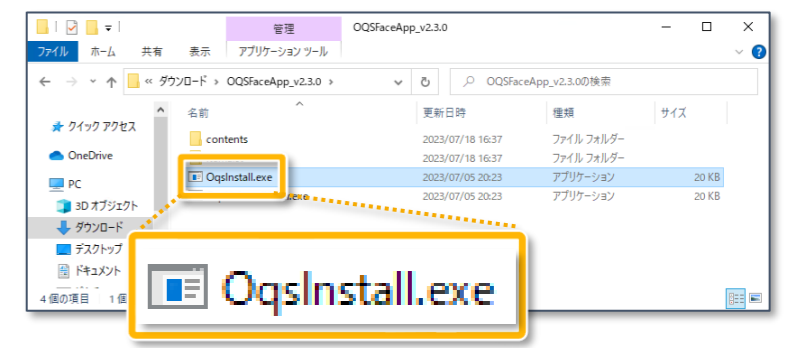 管理
OQSFaceApp_v2.3.0
ファイル ホーム 共有 表示 アプリケーション ツール
« ダウンロード › OQSFaceApp_v2.3.0 ›
OQSFaceApp_v2.3.0の検索
名前 更新日時 種類 サイズ
クイック アクセス
OneDrive
PC
3D オブジェクト
ダウンロード
デスクトップ
ドキュメント
contents 2023/07/18 16:37 ファイル フォルダー
2023/07/18 16:37 ファイル フォルダー
OqsInstall.exe 2023/07/05 20:23 アプリケーション 20 KB
.exe 2023/07/05 20:23 アプリケーション 20 KB
OqsInstall.exe
4 個の項目 1 個